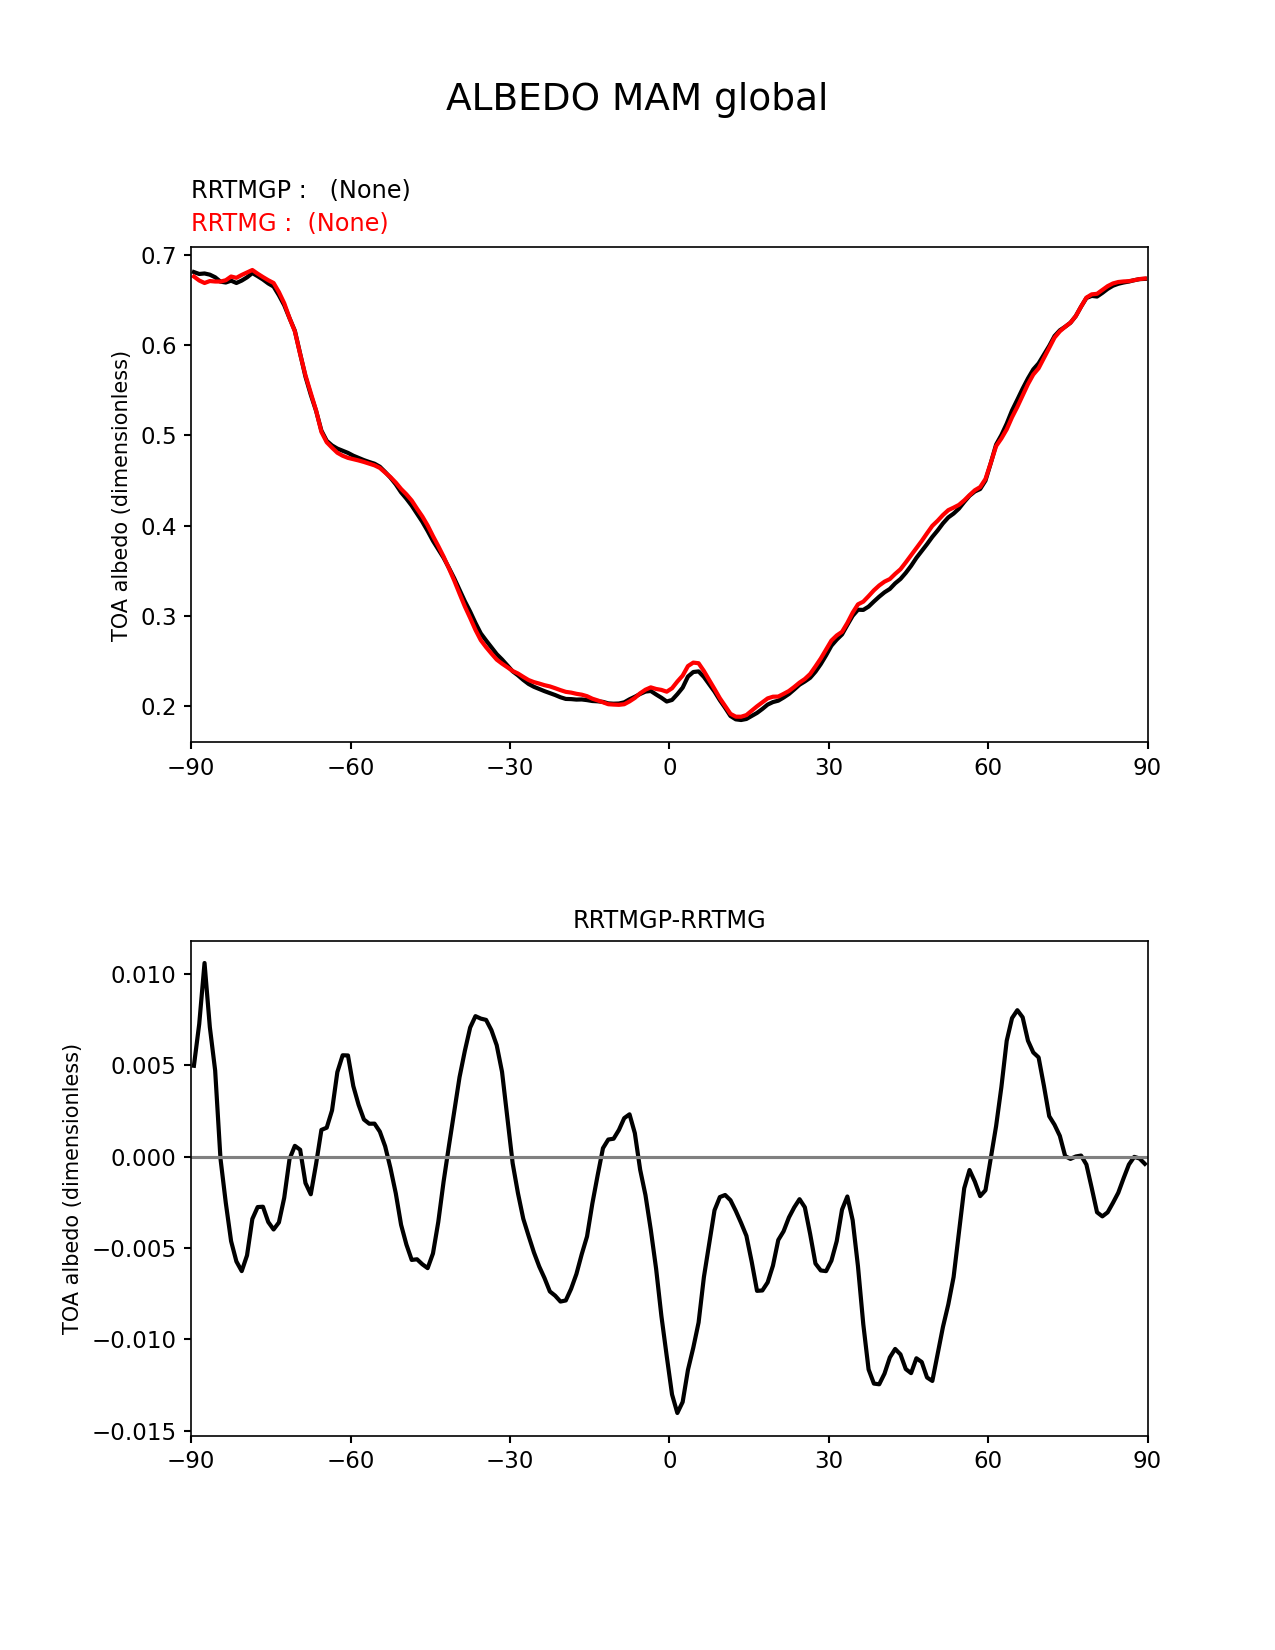 ALBEDO MAM global
RRTMGP :   (None)
RRTMG :  (None)
TOA albedo (dimensionless)
0.7
0.6
0.5
0.4
0.3
0.2
−90 −60 −30 0 30 60 90
RRTMGP-RRTMG
TOA albedo (dimensionless)
0.010
0.005
0.000
−0.005
−0.010
−0.015
−90 −60 −30 0 30 60 90